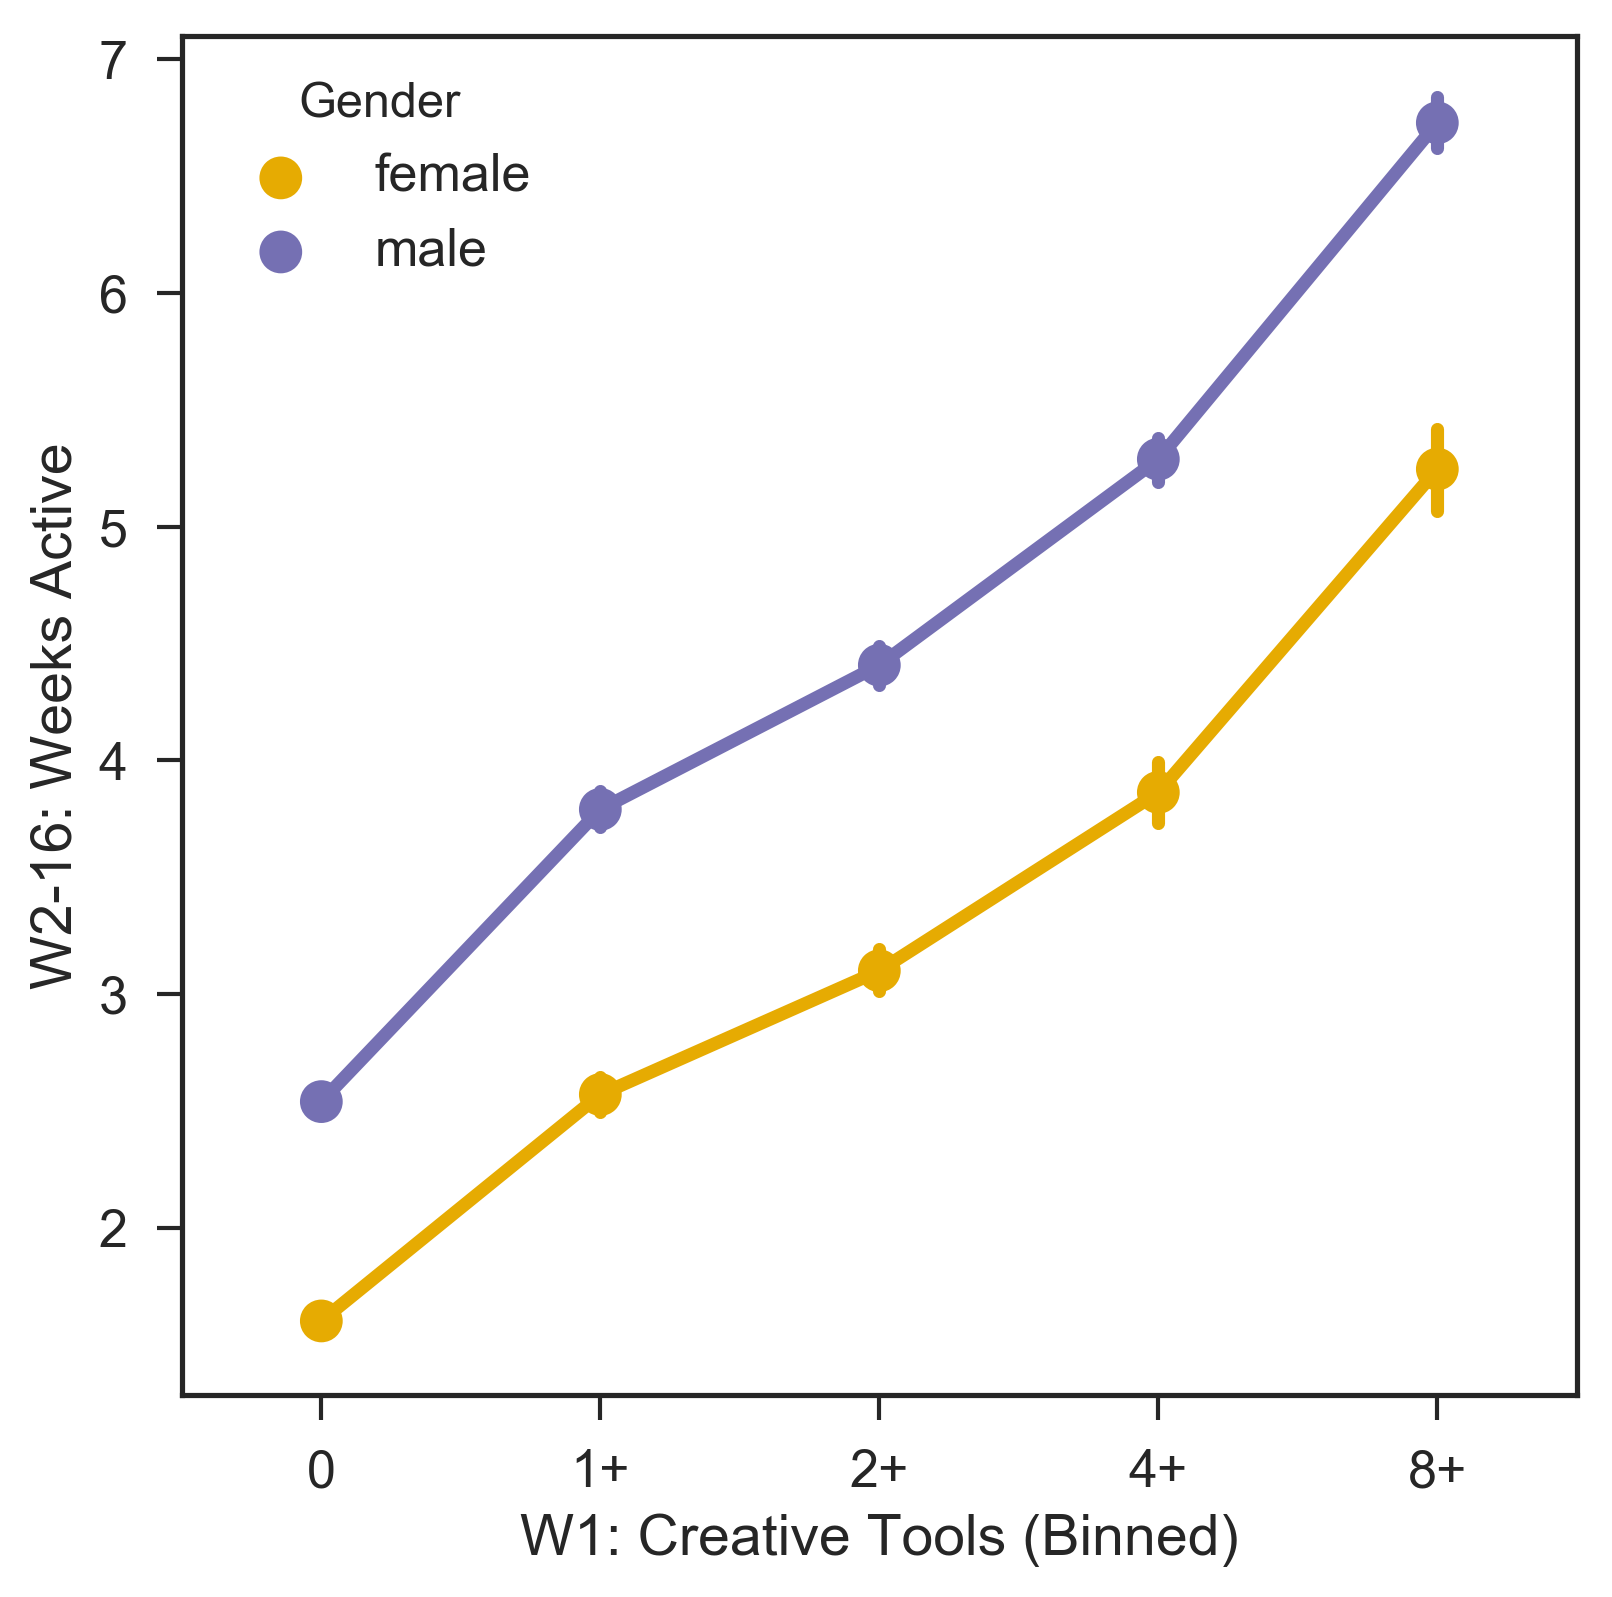 7
6
5
4
3
2
W2-16: Weeks Active
Gender
female
male
0 1+ 2+ 4+ 8+
W1: Creative Tools (Binned)